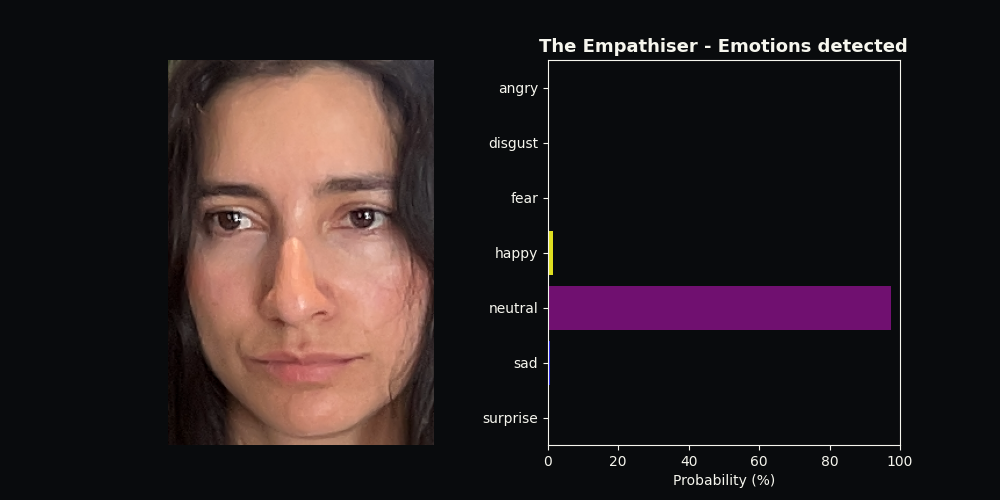 The Empathiser - Emotions detected
angry
disgust
fear
happy
neutral
sad
surprise
0 20 40 60 80 100
Probability (%)